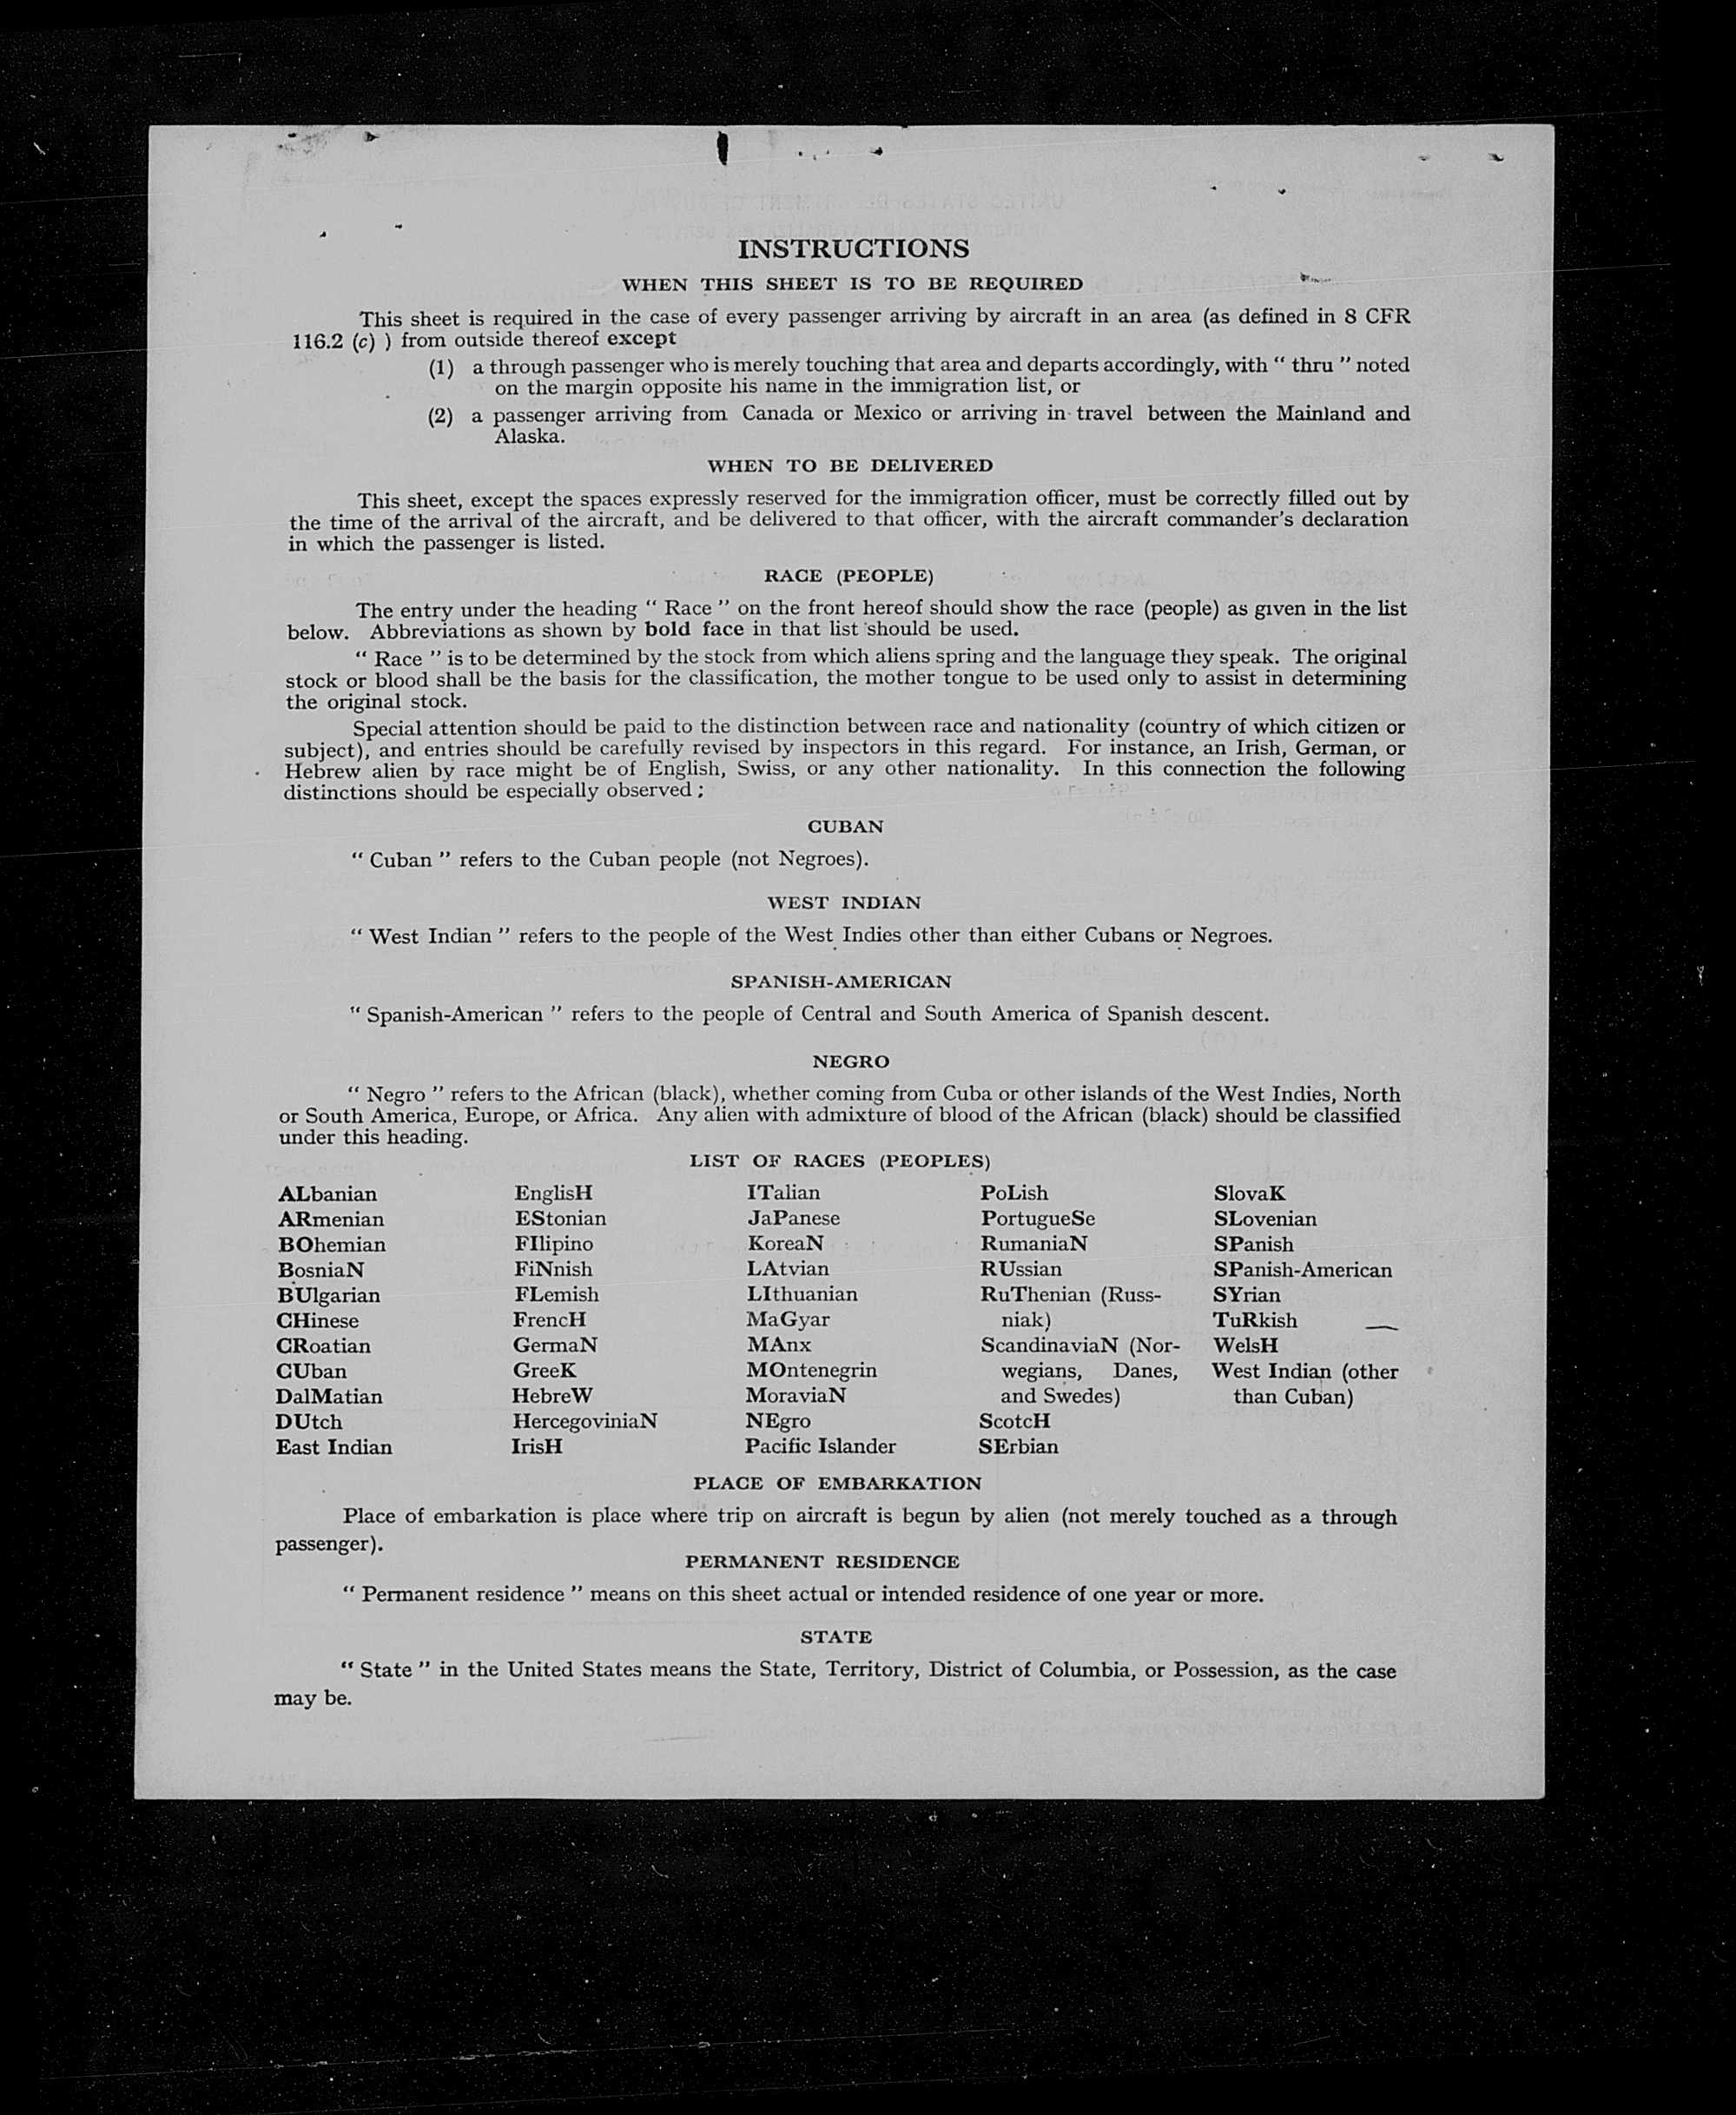 INSTRUCTIONS
WHEN THIS SHEET IS TO BE REQUIRED
This sheet is required in the case of every passenger arriving by aircraft in an area (as defined in 8 CFR
116.2 (c) ) from outside thereof except
(1) a through passenger who is merely touching that area and departs accordingly, with “ thru ” noted
on the margin opposite his name in the immigration list, or
(2) a passenger arriving from Canada or Mexico or arriving in travel between the Mainland and
Alaska.
WHEN TO BE DELIVERED
This sheet, except the spaces expressly reserved for the immigration officer, must be correctly filled out by
the time of the arrival of the aircraft, and be delivered to that officer, with the aircraft commander's declaration
in which the passenger is listed.
RACE (PEOPLE)
The entry under the heading “ Race ” on the front hereof should show the race (people) as given in the list
below. Abbreviations as shown by bold face in that list should be used.
“ Race ” is to be determined by the stock from which aliens spring and the language they speak. The original
stock or blood shall be the basis for the classification, the mother tongue to be used only to assist in determining
the original stock.
Special attention should be paid to the distinction between race and nationality (country of which citizen or
subject), and entries should be carefully revised by inspectors in this regard. For instance, an Irish, German, or
Hebrew alien by race might be of English, Swiss, or any other nationality. In this connection the following
distinctions should be especially observed ;
CUBAN
“ Cuban ” refers to the Cuban people (not Negroes).
WEST INDIAN
“ West Indian ” refers to the people of the West Indies other than either Cubans or Negroes.
SPANISH-AMERICAN
“ Spanish-American ” refers to the people of Central and South America of Spanish descent.
NEGRO
“ Negro ” refers to the African (black), whether coming from Cuba or other islands of the West Indies, North
or South America, Europe, or Africa. Any alien with admixture of blood of the African (black) should be classified
under this heading.
LIST OF RACES (PEOPLES)
ALbanian
ARmenian
BOhemian
BosniaN
BUlgarian
CHinese
CRoatian
CUban
DalMatian
DUtch
East Indian
EnglisH
EStonian
FIlipino
FiNnish
FLemish
FrencH
GermaN
GreeK
HebreW
HercegoviniaN
IrisH
ITalian
JaPanese
KoreaN
LAtvian
LIthuanian
MaGyar
MAnx
MOntenegrin
MoraviaN
NEgro
Pacific Islander
PoLish
PortugueSe
RumaniaN
RUssian
RuThenian (Russ-
niak)
ScandinaviaN (Nor-
wegians, Danes,
and Swedes)
ScotcH
SErbian
SlovaK
SLovenian
SPanish
SPanish-American
SYrian
TuRkish
WelsH
West Indian (other
than Cuban)
PLACE OF EMBARKATION
Place of embarkation is place where trip on aircraft is begun by alien (not merely touched as a through
passenger).
PERMANENT RESIDENCE
“ Permanent residence ” means on this sheet actual or intended residence of one year or more.
STATE
“ State ” in the United States means the State, Territory, District of Columbia, or Possession, as the case
may be.